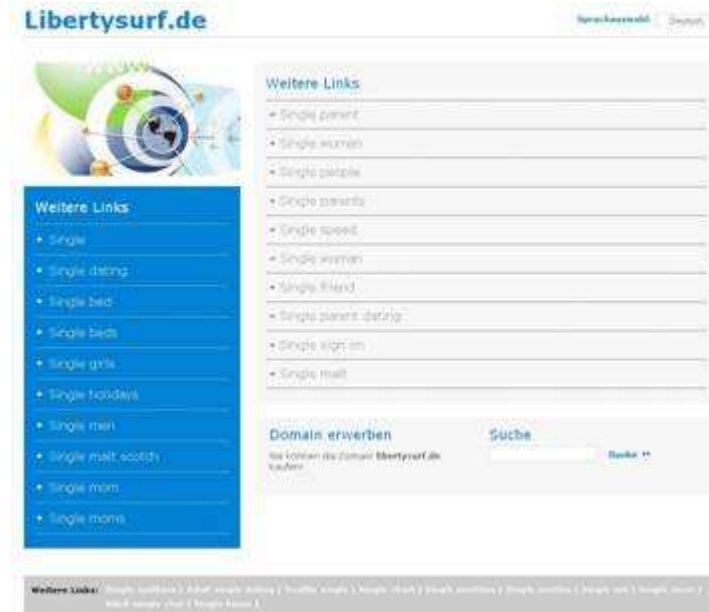 Libertysurf.de
Sprachauswahl Deutsch
Weitere Links
• Single parent
• Single women
• Single people
• Single parents
• Single speed
• Single woman
• Single friend
• Single parent dating
• Single sign on
• Single malt
Weitere Links
• Single
• Single dating
• Single bed
• Single beds
• Single girls
• Single holidays
• Single men
• Single malt scotch
• Single mom
• Single moms
Domain erwerben
Sie können die Domain libertysurf.de
kaufen!
Suche
Suche
Weitere Links: